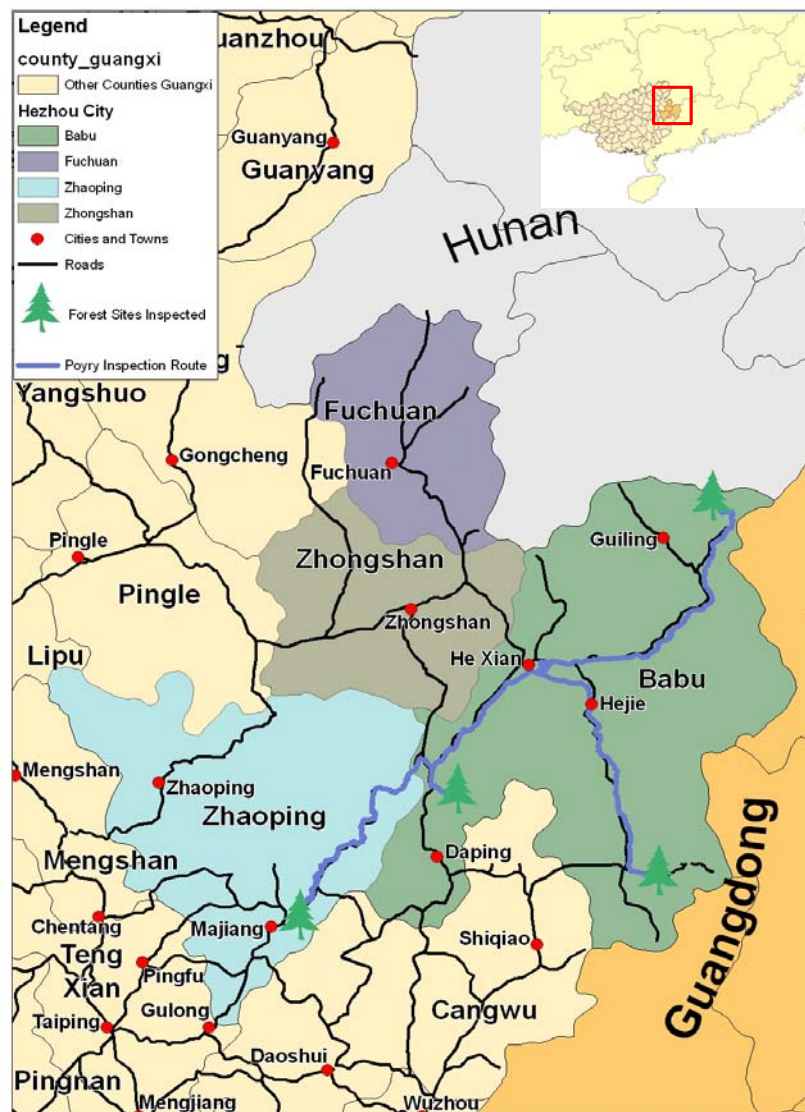 Legend
county_guangxi
Other Counties Guangxi
Hezhou City
Babu
Fuchuan
Zhaoping
Zhongshan
Cities and Towns
Roads
Forest Sites Inspected
Poyry Inspection Route
Guanyang
Guanyang
Hunan
Yangshuo
Fuchuan
Gongcheng
Fuchuan
Guiling
Pingle
Zhongshan
Pingle
Zhongshan
Lipu
He Xian
Babu
Hejie
Mengshan
Zhaoping
Zhaoping
Guangdong
Mengshan
Daping
Chentang
Majiang
Teng
Xian
Shiqiao
Pingfu
Cangwu
Taiping
Gulong
Daoshui
Pingnan
Mengjiang
Wuzhou